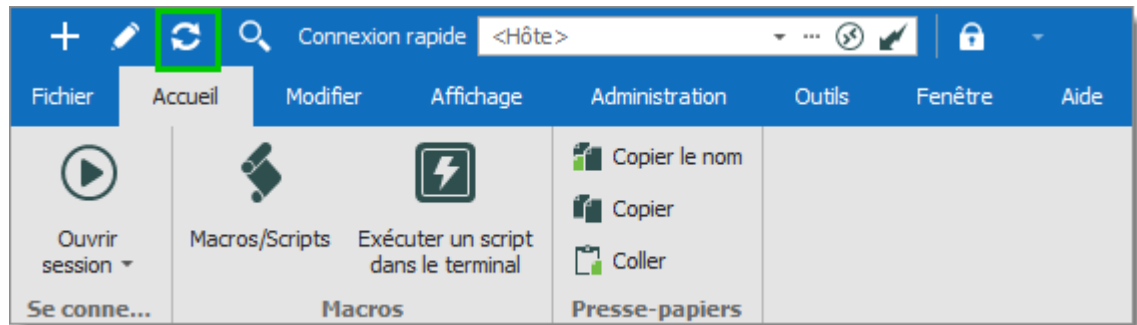 Connexion rapide <Hôte>
Fichier Accueil Modifier Affichage Administration Outils Fenêtre Aide
Copier le nom
Copier
Ouvrir Macros/Scripts Exécuter un script
session dans le terminal
Coller
Se conne... Macros Presse-papiers